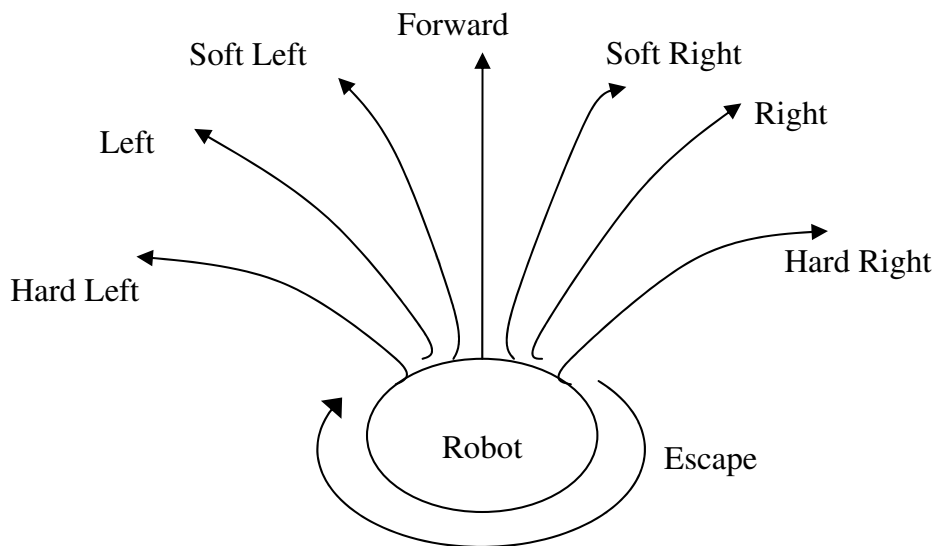 Forward
Soft Left
Soft Right
Left
Right
Hard Left
Hard Right
Robot
Escape